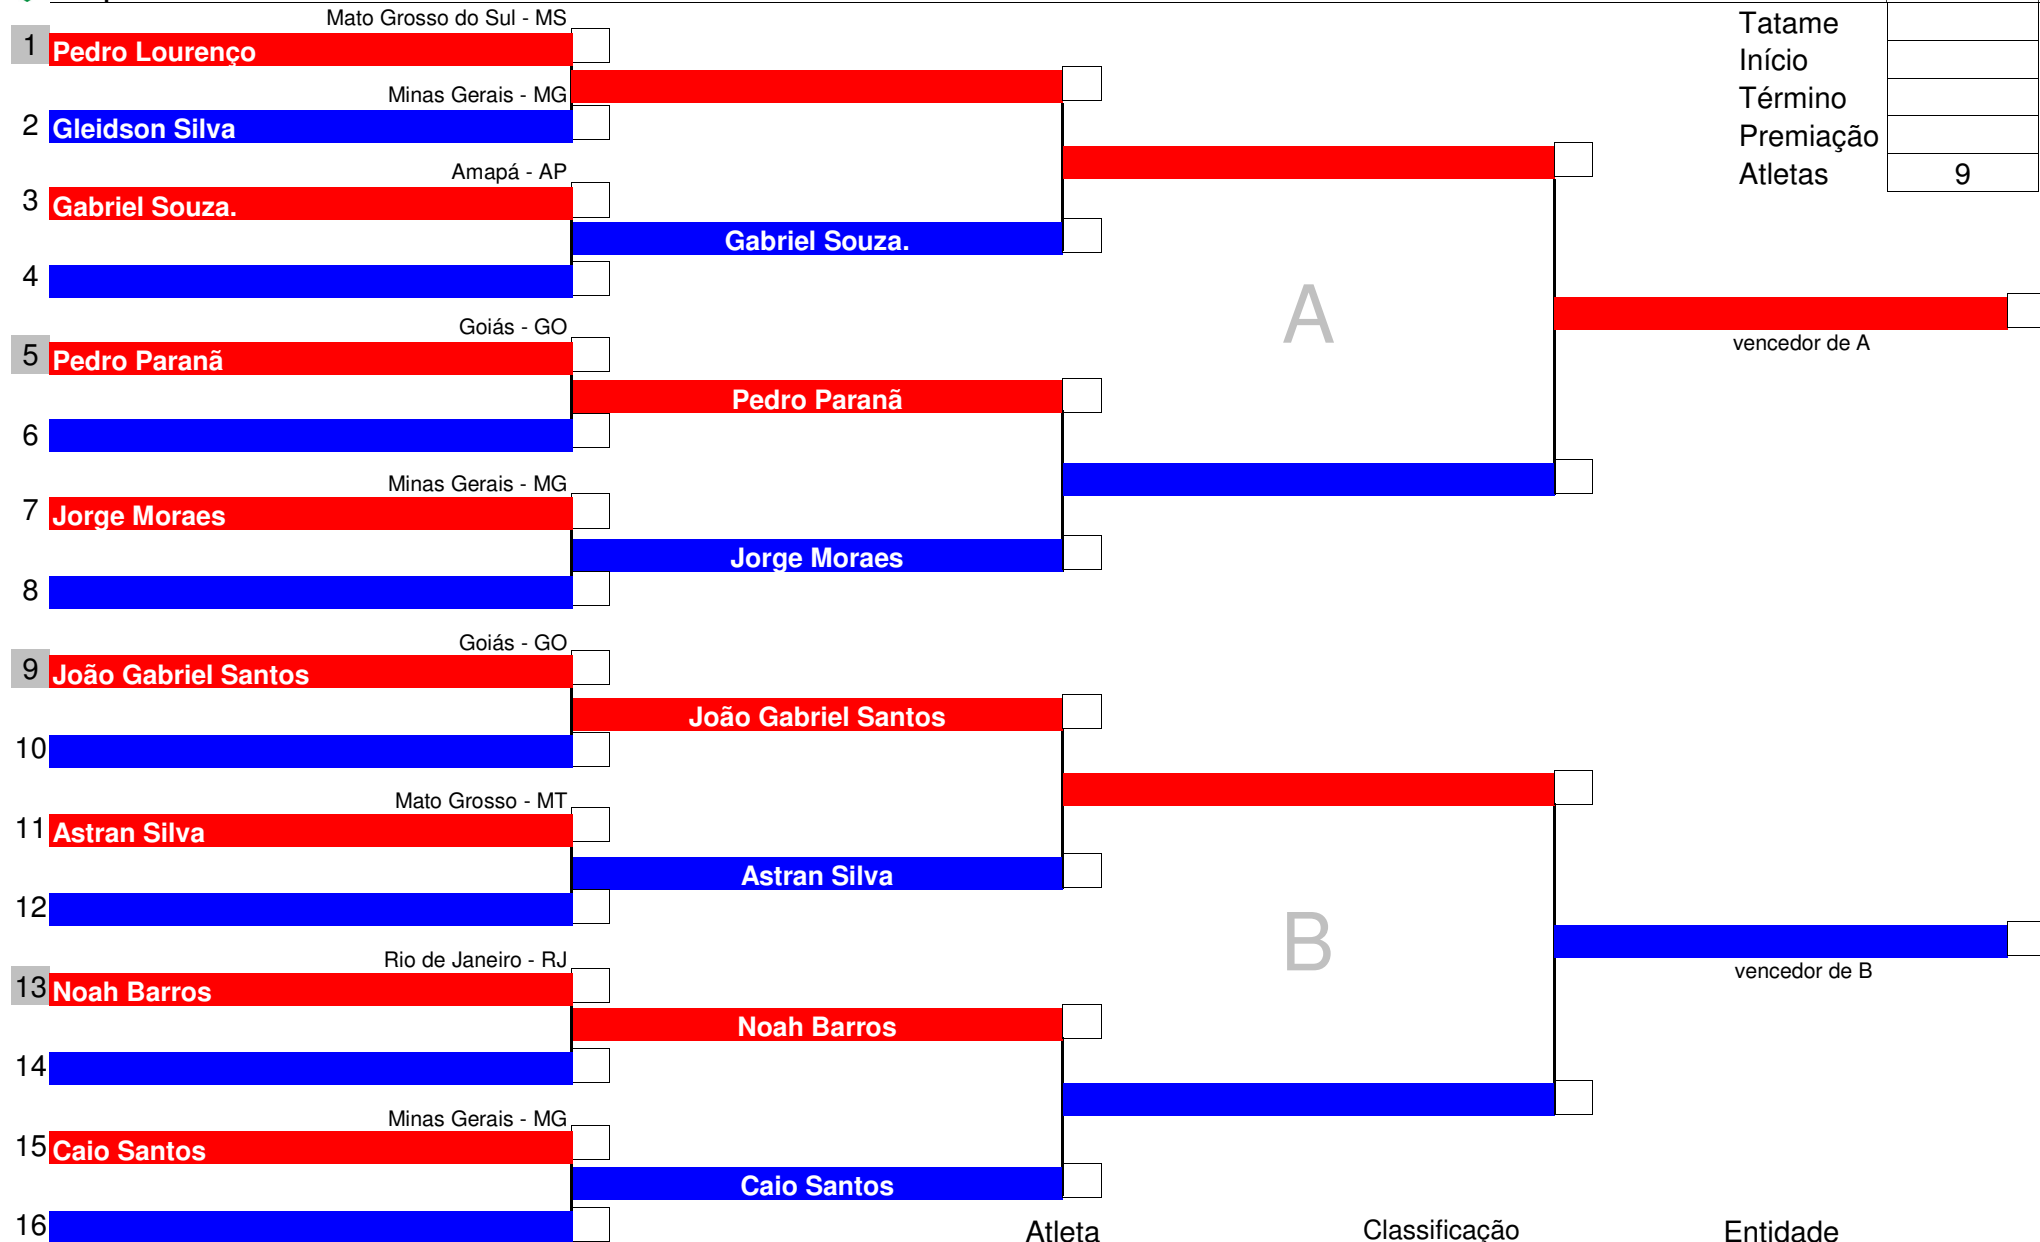 Mato Grosso do Sul - MS
Tatame
1 Pedro Lourenço
Início
Minas Gerais - MG
Término
2 Gleidson Silva
Premiação
Amapá - AP
Atletas 9
3 Gabriel Souza.
Gabriel Souza.
4
A
Goiás - GO
vencedor de A
5 Pedro Paranã
Pedro Paranã
6
Minas Gerais - MG
7 Jorge Moraes
Jorge Moraes
8
Goiás - GO
9 João Gabriel Santos
João Gabriel Santos
10
Mato Grosso - MT
11 Astran Silva
Astran Silva
12
B
Rio de Janeiro - RJ
vencedor de B
13 Noah Barros
Noah Barros
14
Minas Gerais - MG
15 Caio Santos
Caio Santos
16
Atleta Classificação Entidade